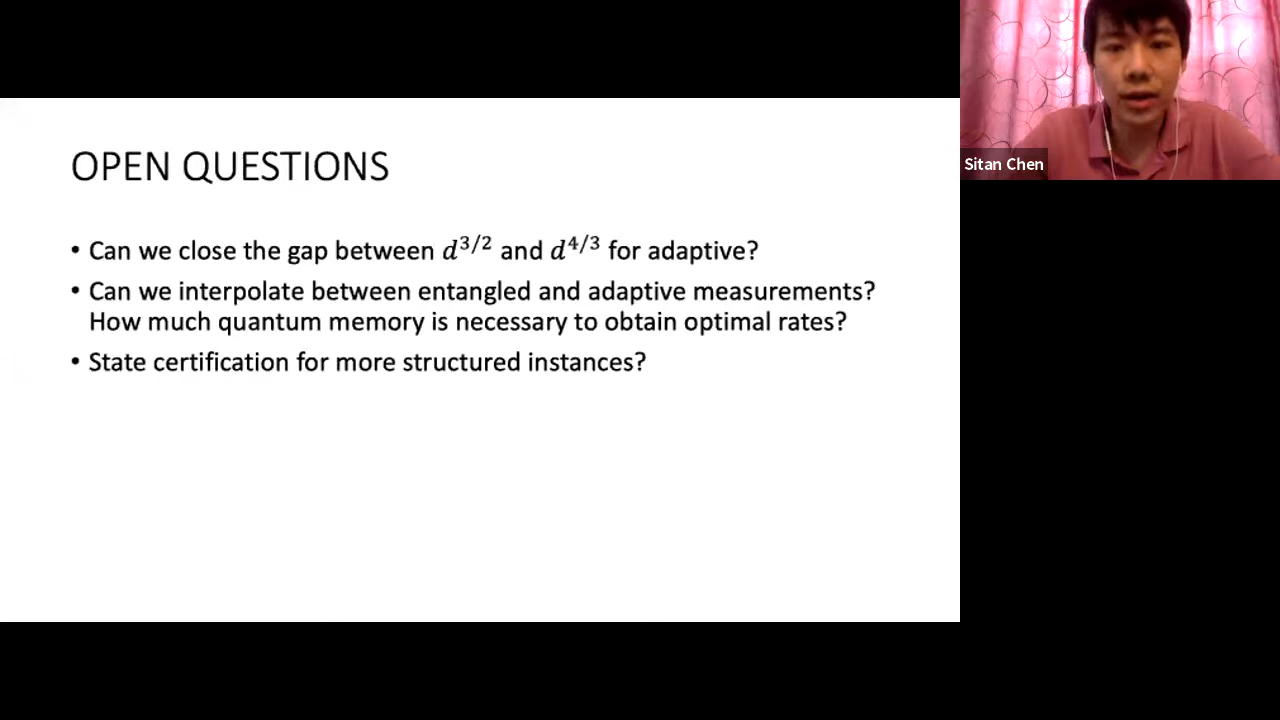 OPEN QUESTIONS
• Can we close the gap between $d^{3/2}$ and $d^{4/3}$ for adaptive?
• Can we interpolate between entangled and adaptive measurements?
How much quantum memory is necessary to obtain optimal rates?
• State certification for more structured instances?
Sitan Chen